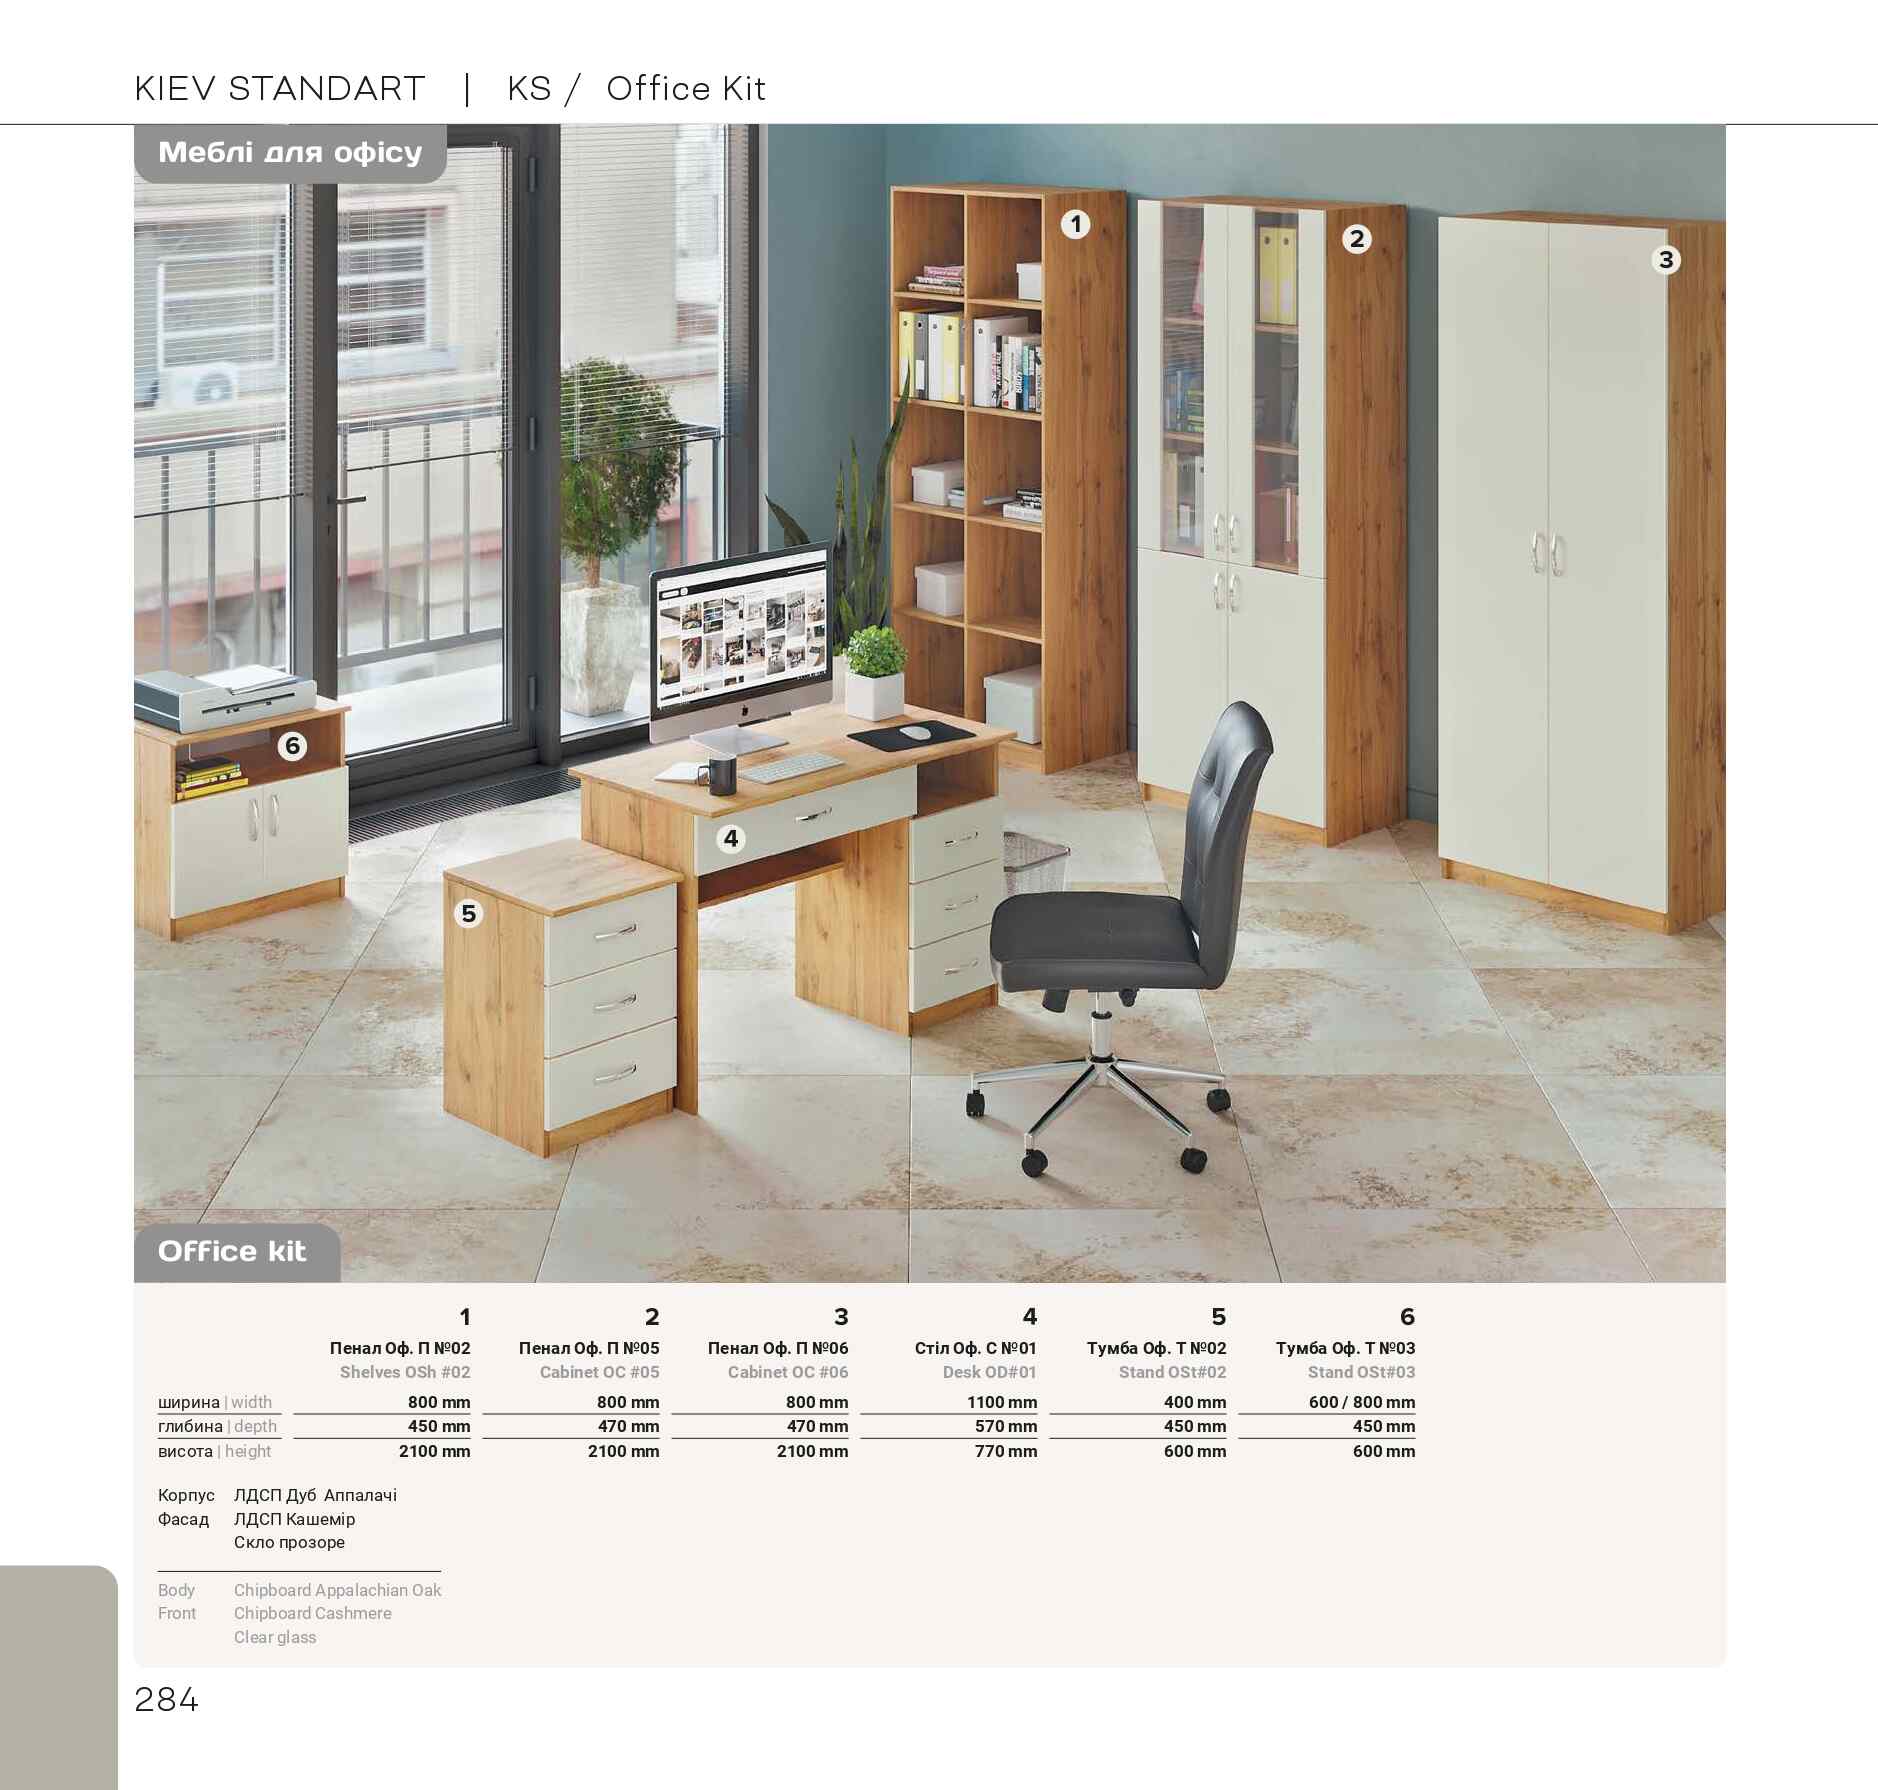 KIEV STANDART | KS / Office Kit
Меблі для офісу
1
2
3
4
5
6
Office kit
1 2 3 4 5 6
Пенал Оф. П №02 Пенал Оф. П №05 Пенал Оф. П №06 Стіл Оф. С №01 Тумба Оф. Т №02 Тумба Оф. Т №03
Shelves OSh #02 Cabinet OC #05 Cabinet OC #06 Desk OD#01 Stand OSt#02 Stand OSt#03
ширина | width 800 mm 800 mm 800 mm 1100 mm 400 mm 600 / 800 mm
глибина | depth 450 mm 470 mm 470 mm 570 mm 450 mm 450 mm
висота | height 2100 mm 2100 mm 2100 mm 770 mm 600 mm 600 mm
Корпус ЛДСП Дуб Аппалачі
Фасад ЛДСП Кашемір
Скло прозоре
Body Chipboard Appalachian Oak
Front Chipboard Cashmere
Clear glass
284